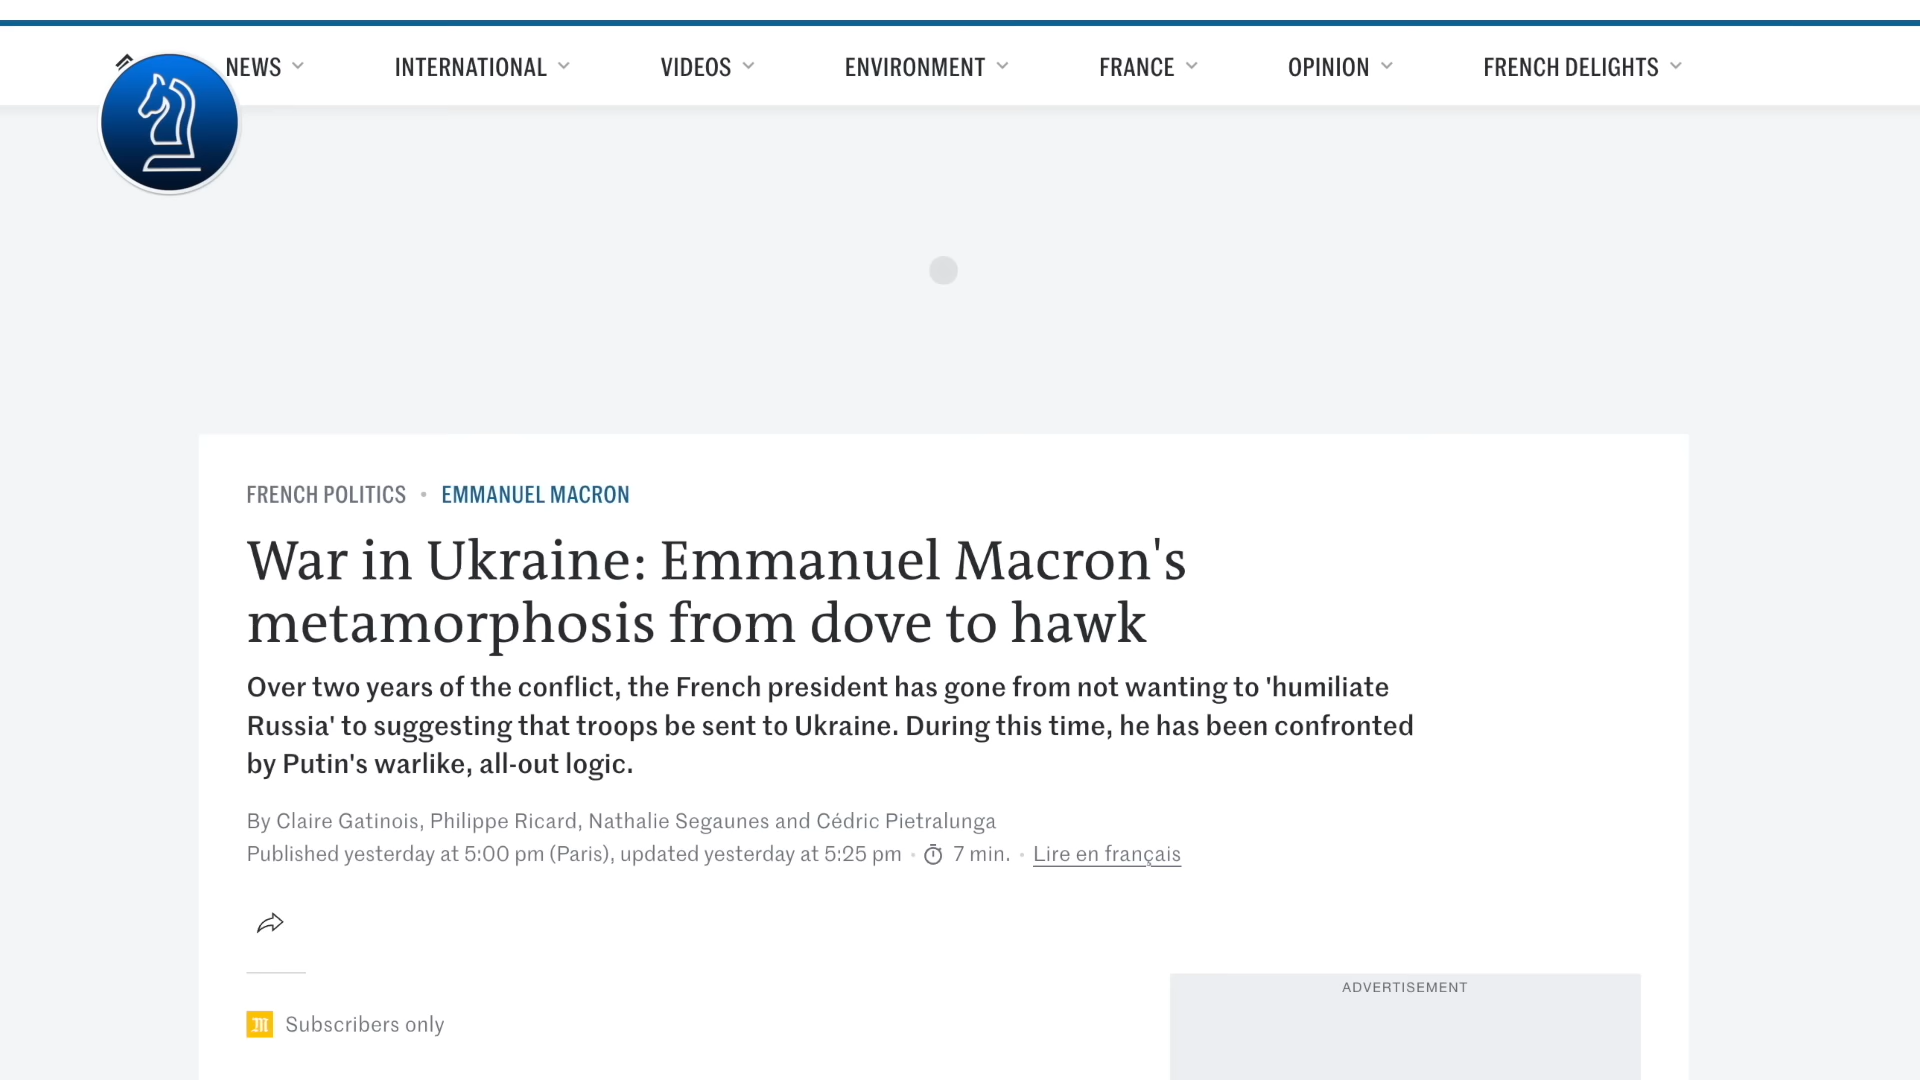 NEWS INTERNATIONAL VIDEOS ENVIRONMENT FRANCE OPINION FRENCH DELIGHTS
FRENCH POLITICS • EMMANUEL MACRON
War in Ukraine: Emmanuel Macron's
metamorphosis from dove to hawk
Over two years of the conflict, the French president has gone from not wanting to 'humiliate
Russia' to suggesting that troops be sent to Ukraine. During this time, he has been confronted
by Putin's warlike, all-out logic.
By Claire Gatinois, Philippe Ricard, Nathalie Segaunes and Cédric Pietralunga
Published yesterday at 5:00 pm (Paris), updated yesterday at 5:25 pm • 7 min. • Lire en français
ADVERTISEMENT
M Subscribers only